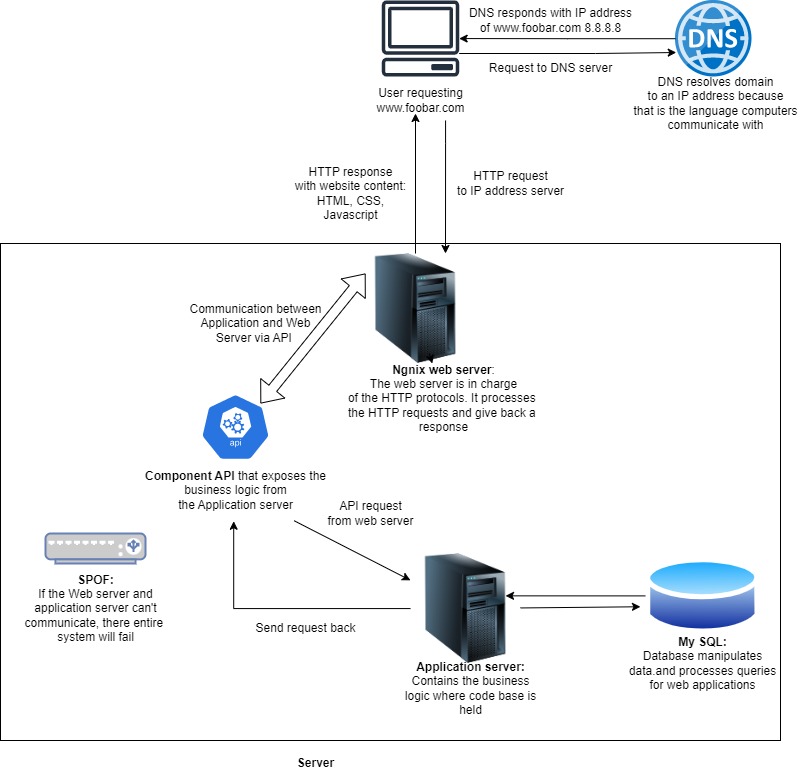 DNS responds with IP address
of www.foobar.com 8.8.8.8
DNS
Request to DNS server
DNS resolves domain
to an IP address because
that is the language computers
communicate with
User requesting
www.foobar.com
HTTP response
with website content:
HTML, CSS,
Javascript
HTTP request
to IP address server
Communication between
Application and Web
Server via API
Ngnix web server:
The web server is in charge
of the HTTP protocols. It processes
the HTTP requests and give back a
response
api
Component API that exposes the
business logic from
the Application server
API request
from web server
SPOF:
If the Web server and
application server can't
communicate, there entire
system will fail
Send request back
Application server:
Contains the business
logic where code base is
held
My SQL:
Database manipulates
data.and processes queries
for web applications
Server